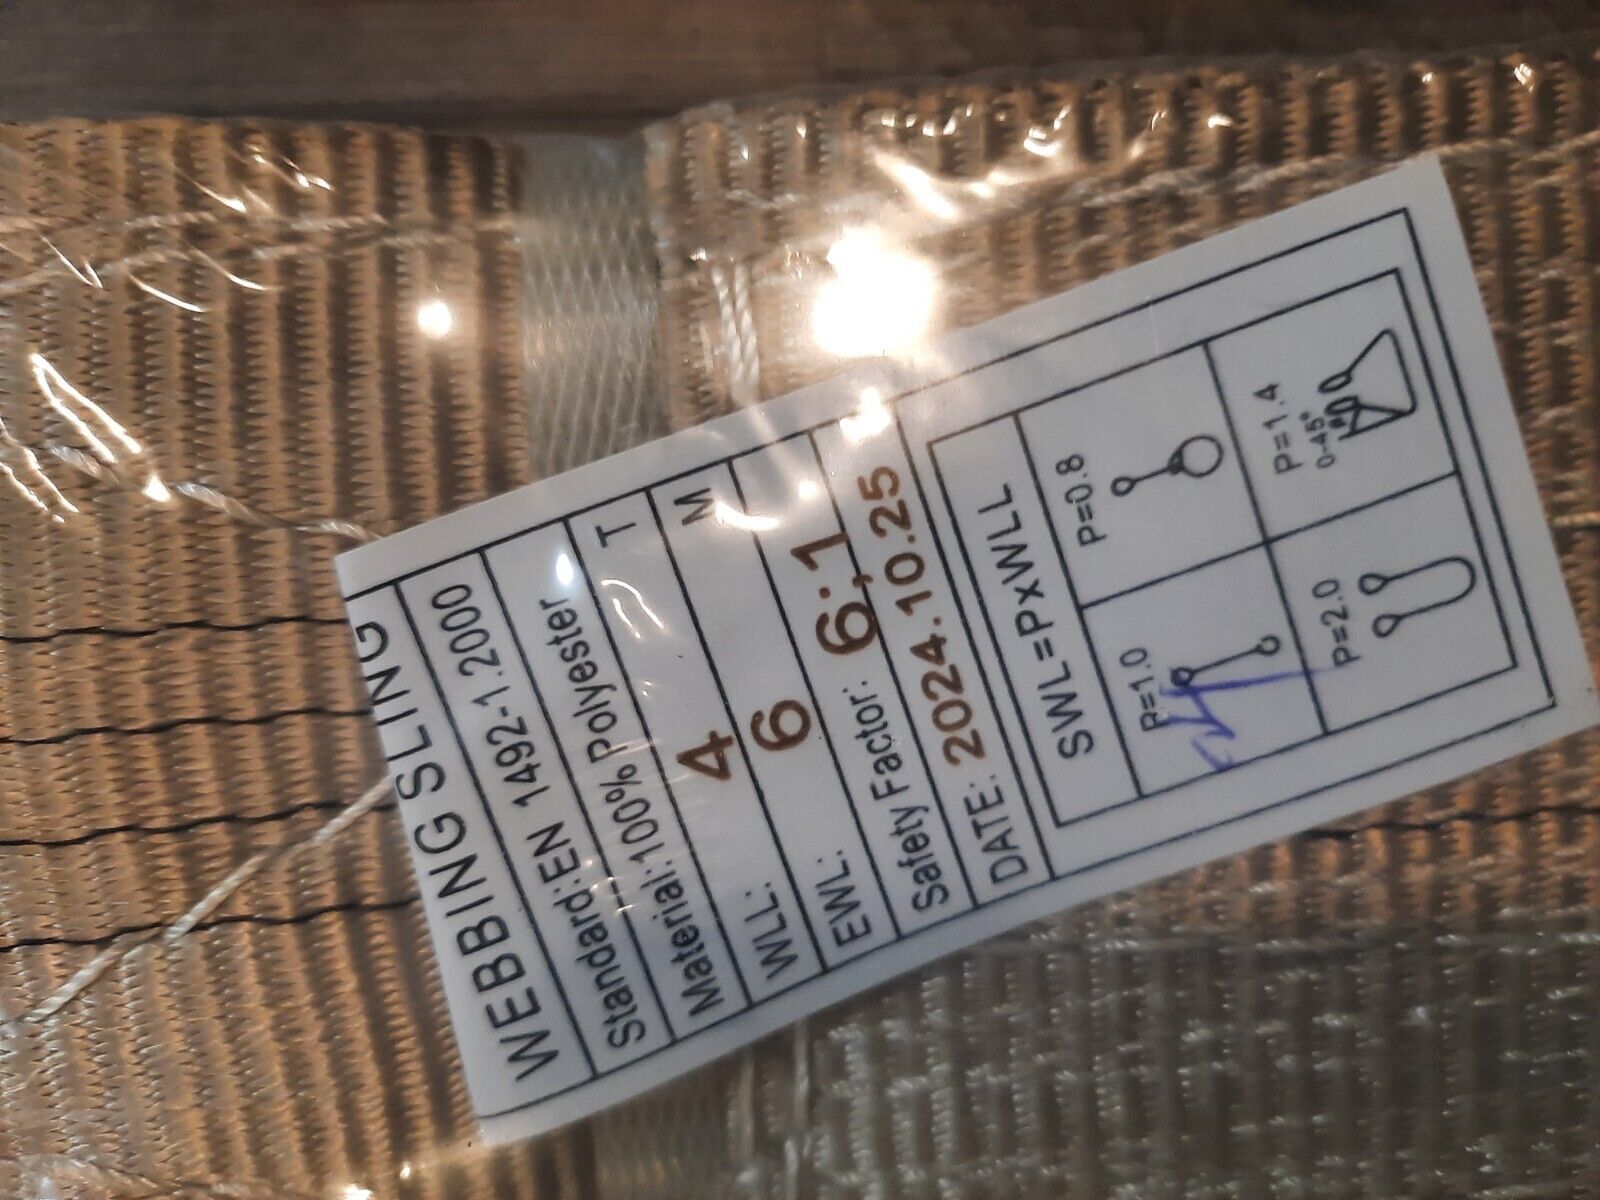 WEBBING SLING
Standard:EN 1492-1.2000
Material:100% Polyester
WLL: 4 T
EWL: 6 M
Safety Factor: 6:1
DATE: 2024.10.25
SWL=P×WLL
P=1.0 P=0.8
P=2.0 P=1.4
0-45°